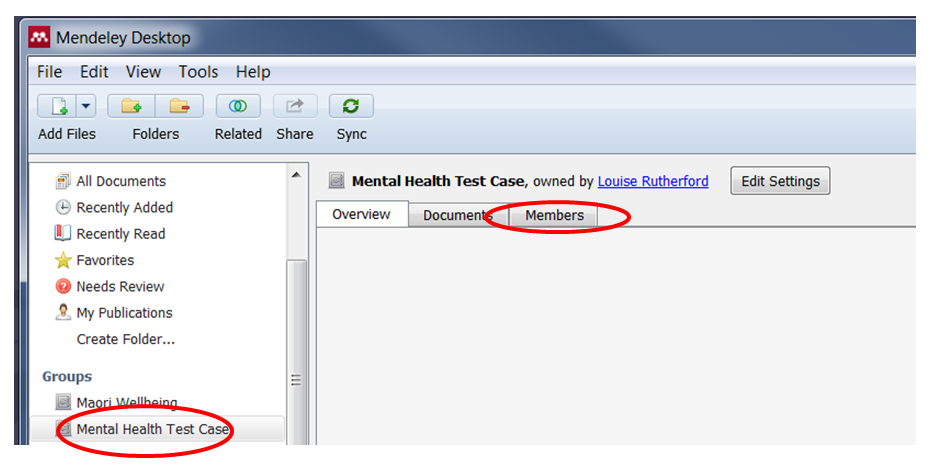 Mendeley Desktop
File Edit View Tools Help
Add Files Folders Related Share Sync
All Documents
Recently Added
Recently Read
Favorites
Needs Review
My Publications
Create Folder...
Groups
Maori Wellbeing
Mental Health Test Case
Mental Health Test Case, owned by Louise Rutherford Edit Settings
Overview Documents Members